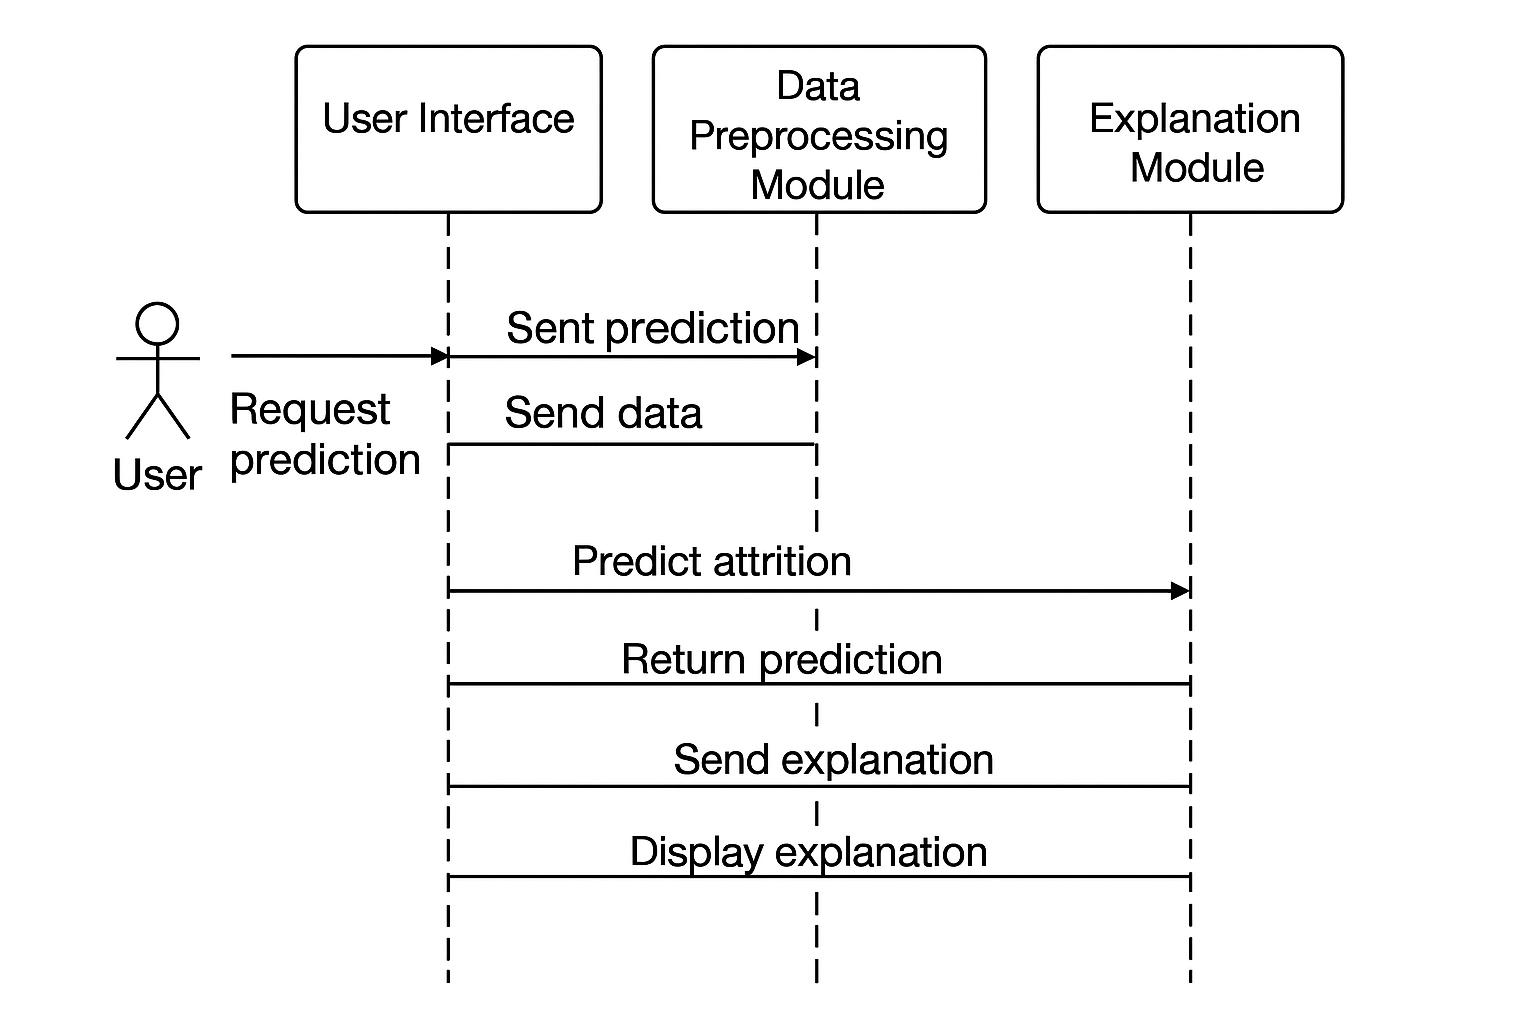 User Interface
Data
Preprocessing
Module
Explanation
Module
Sent prediction
Request
prediction
User
Send data
Predict attrition
Return prediction
Send explanation
Display explanation